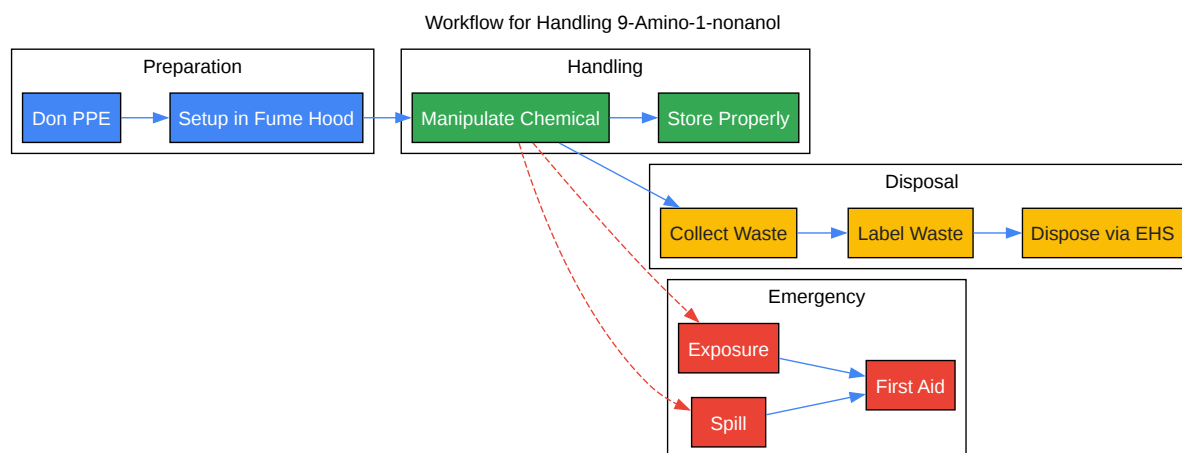 Workflow for Handling 9-Amino-1-nonanol
Preparation
Don PPE
Setup in Fume Hood
Handling
Manipulate Chemical
Store Properly
Disposal
Collect Waste
Label Waste
Dispose via EHS
Emergency
Exposure
Spill
First Aid